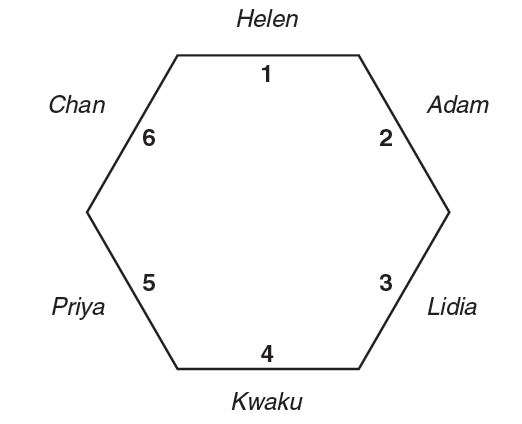 Helen
1
Chan
Adam
6
2
5
3
Priya
Lidia
4
Kwaku